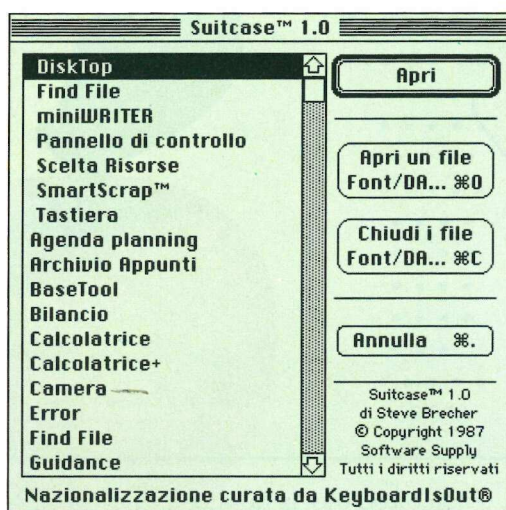 Suitcase™ 1.0
DiskTop
Find File
miniWRITER
Pannello di controllo
Scelta Risorse
SmartScrap™
Tastiera
Agenda planning
Archivio Appunti
BaseTool
Bilancio
Calcolatrice
Calcolatrice+
Camera
Error
Find File
Guidance
Apri
Apri un file
Font/DA... ⌘O
Chiudi i file
Font/DA... ⌘C
Annulla ⌘.
Suitcase™ 1.0
di Steve Brecher
© Copyright 1987
Software Supply
Tutti i diritti riservati
Nazionalizzazione curata da KeyboardIsOut®